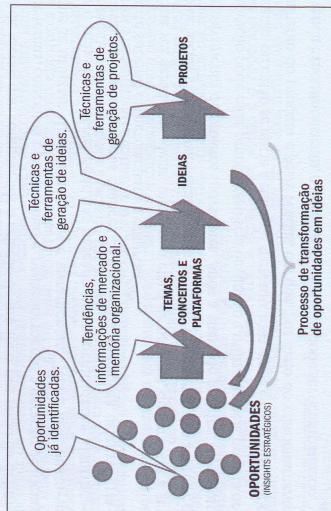 Oportunidades
já identificadas.
Tendências,
informações de mercado e
memória organizacional.
Técnicas e
ferramentas de
geração de ideias.
Técnicas e
ferramentas de
geração de projetos.
OPORTUNIDADES
(INSIGHTS ESTRATÉGICOS)
TEMAS,
CONCEITOS E
PLATAFORMAS
IDEIAS
PROJETOS
Processo de transformação
de oportunidades em ideias